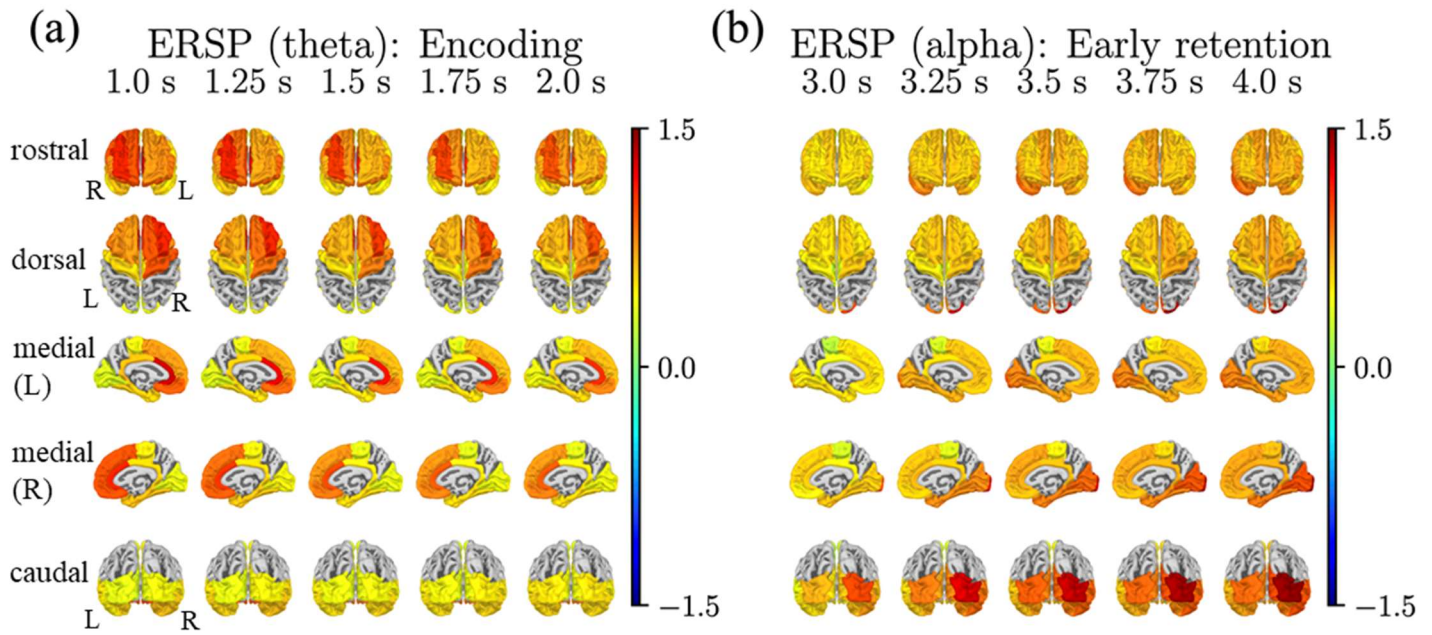 (a)
ERSP (theta): Encoding
1.0 s 1.25 s 1.5 s 1.75 s 2.0 s
rostral
R L
dorsal
L R
medial
(L)
medial
(R)
caudal
L R
1.5
0.0
−1.5
(b)
ERSP (alpha): Early retention
3.0 s 3.25 s 3.5 s 3.75 s 4.0 s
1.5
0.0
−1.5